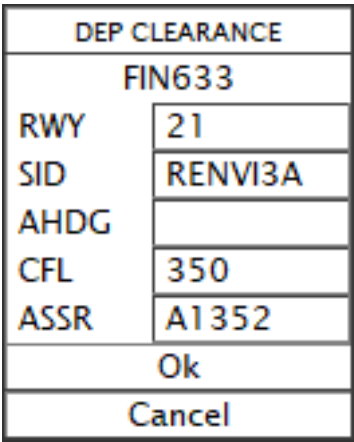 DEP CLEARANCE
FIN633
RWY 21
SID RENVI3A
AHDG
CFL 350
ASSR A1352
Ok
Cancel